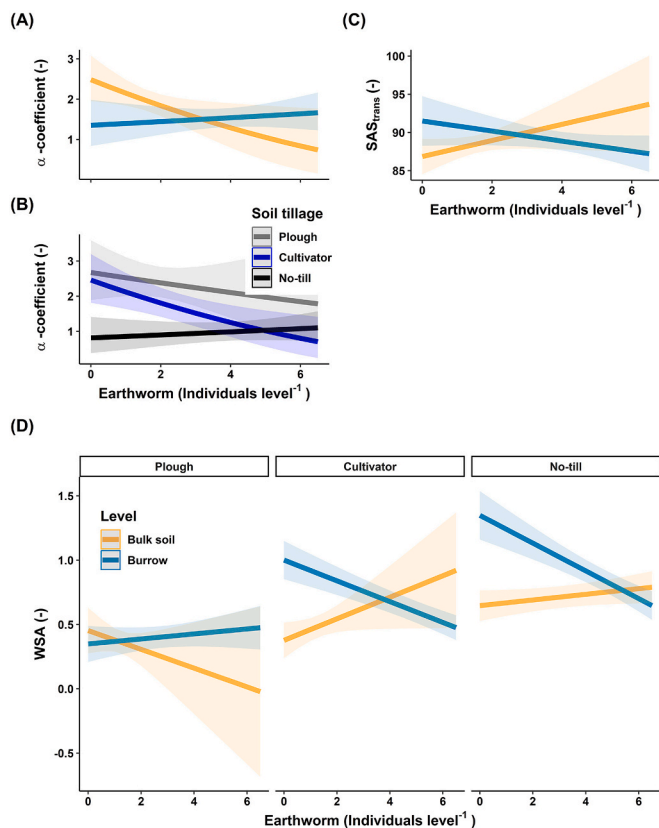 (A)
α -coefficient (-)
3
2
1
(B)
α -coefficient (-)
3
2
1
Soil tillage
Plough
Cultivator
No-till
0 2 4 6
Earthworm (Individuals level⁻¹)
(C)
SAStrans (-)
100
95
90
85
0 2 4 6
Earthworm (Individuals level⁻¹)
(D)
Plough Cultivator No-till
WSA (-)
1.5
1.0
0.5
0.0
-0.5
Level
Bulk soil
Burrow
0 2 4 6 0 2 4 6 0 2 4 6
Earthworm (Individuals level⁻¹)